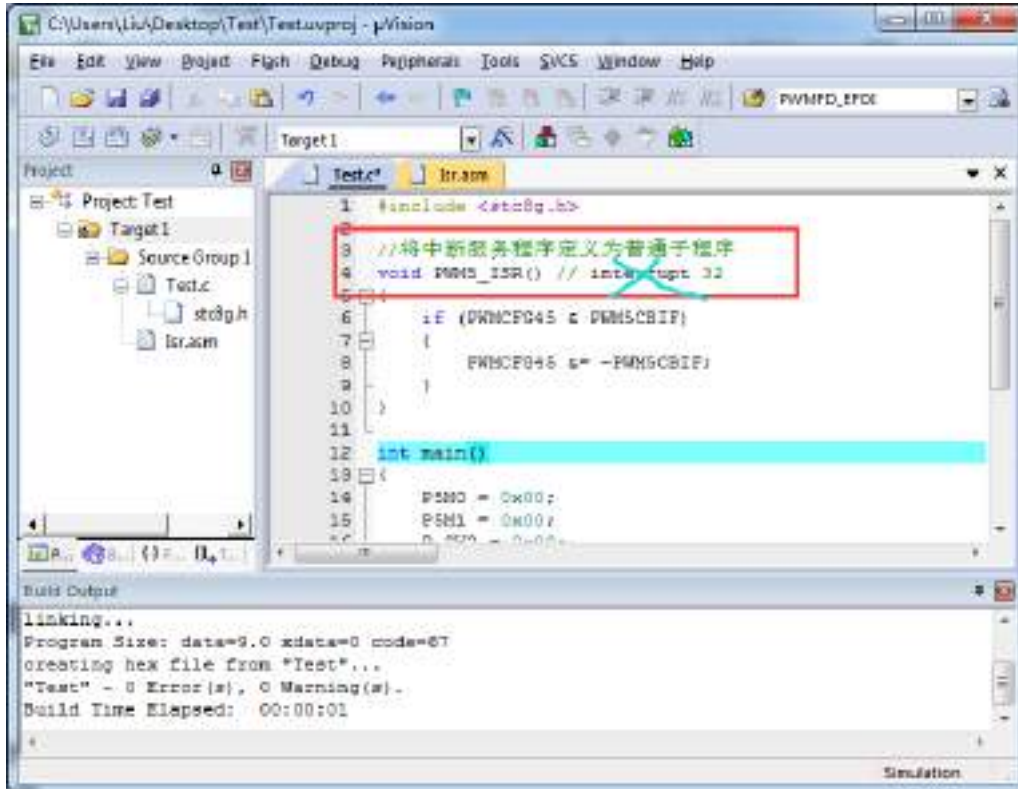 C:\Users\Liu\Desktop\Test\Test.uvproj - µVision
File Edit View Project Flash Debug Peripherals Tools SVCS Window Help
PWMFD_EFDI
Target 1
Project
Test.c* Isr.asm
Project: Test
Target 1
Source Group 1
Test.c
stc8g.h
Isr.asm
1 #include <stc8g.h>
2
3 //将中断服务程序定义为普通子程序
4 void PWM5_ISR() // interrupt 32
5 {
6 if (PWMCFG45 & PWM5CBIF)
7 {
8 PWMCFG45 &= ~PWM5CBIF;
9 }
10 }
11
12 int main()
13 {
14 P5M0 = 0x00;
15 P5M1 = 0x00;
Build Output
linking...
Program Size: data=9.0 xdata=0 code=67
creating hex file from "Test"...
"Test" - 0 Error(s), 0 Warning(s).
Build Time Elapsed: 00:00:01
Simulation